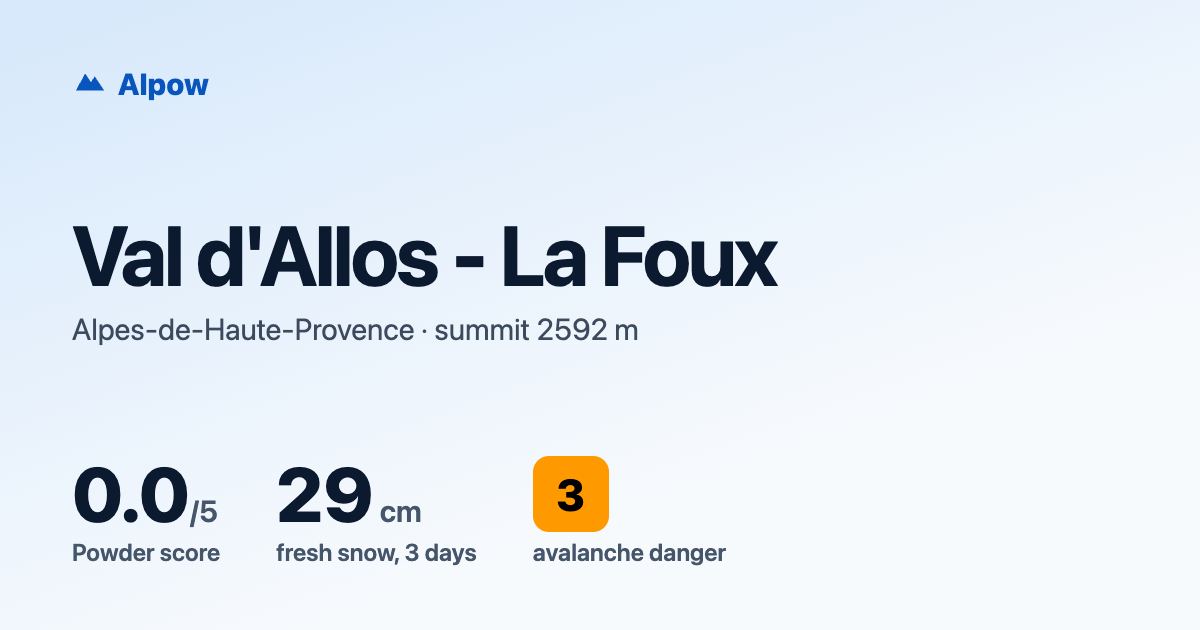 Alpow
Val d'Allos - La Foux
Alpes-de-Haute-Provence · summit 2592 m
0.0/5 29 cm 3
Powder score fresh snow, 3 days avalanche danger